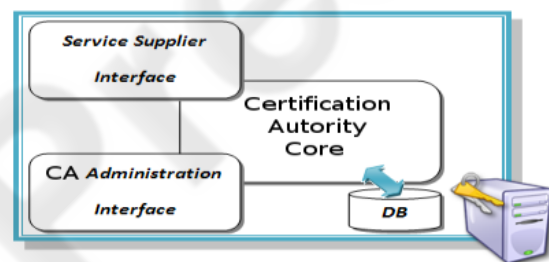 Service Supplier
Interface
Certification
Autority
Core
CA Administration
Interface
DB